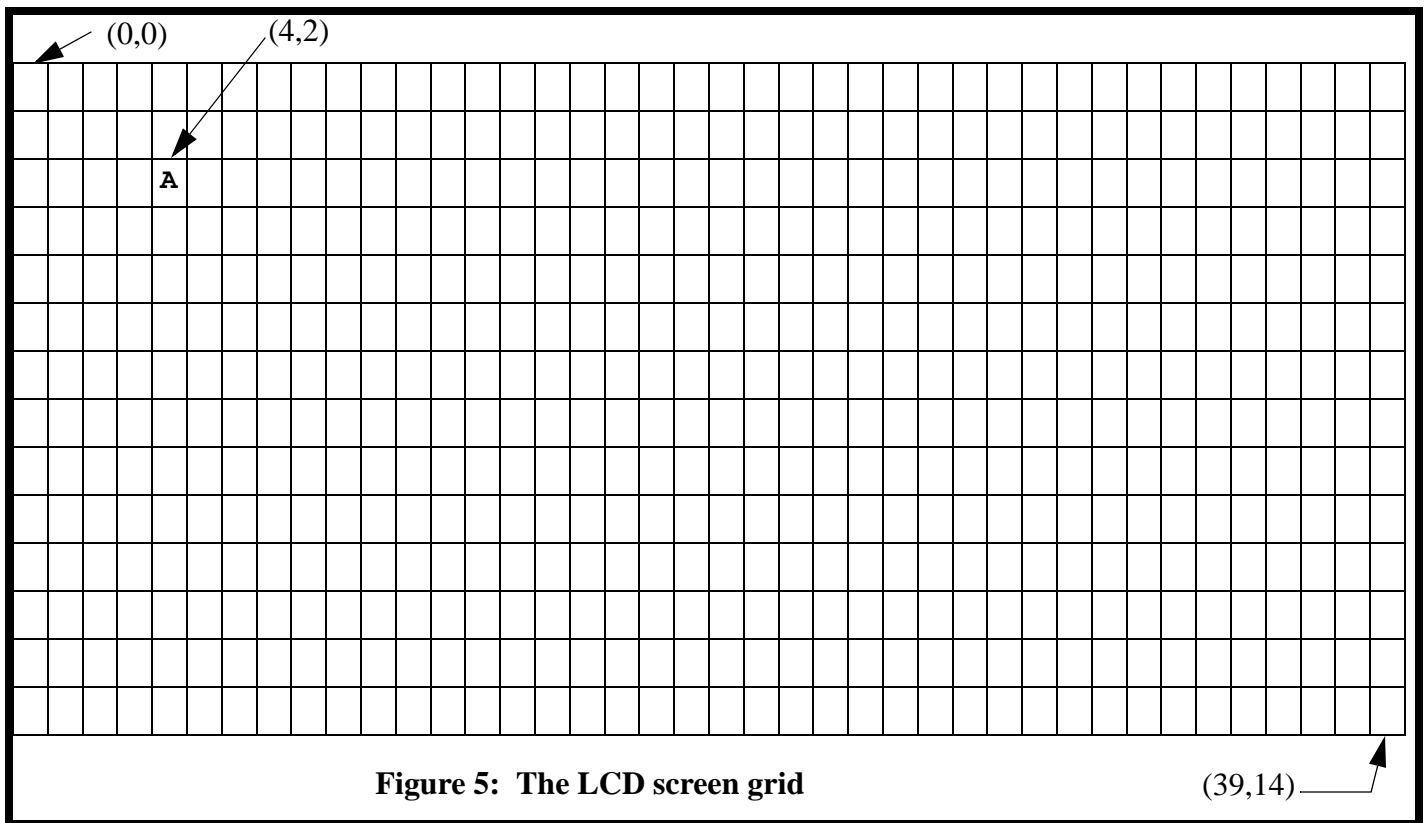 (0,0) (4,2)
A
Figure 5: The LCD screen grid
(39,14)